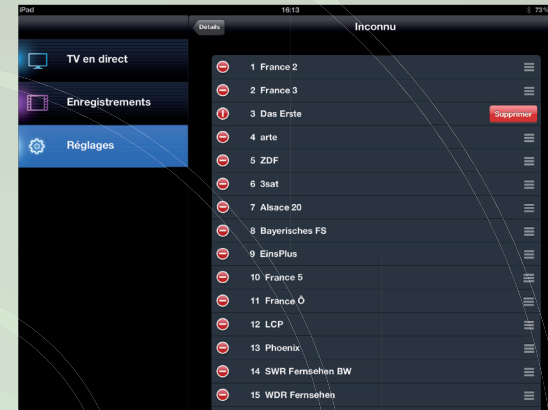 iPad 16:13 73%
Details Inconnu
TV en direct
Enregistrements
Réglages
1 France 2
2 France 3
3 Das Erste Supprimer
4 arte
5 ZDF
6 3sat
7 Alsace 20
8 Bayerisches FS
9 EinsPlus
10 France 5
11 France Ô
12 LCP
13 Phoenix
14 SWR Fernsehen BW
15 WDR Fernsehen